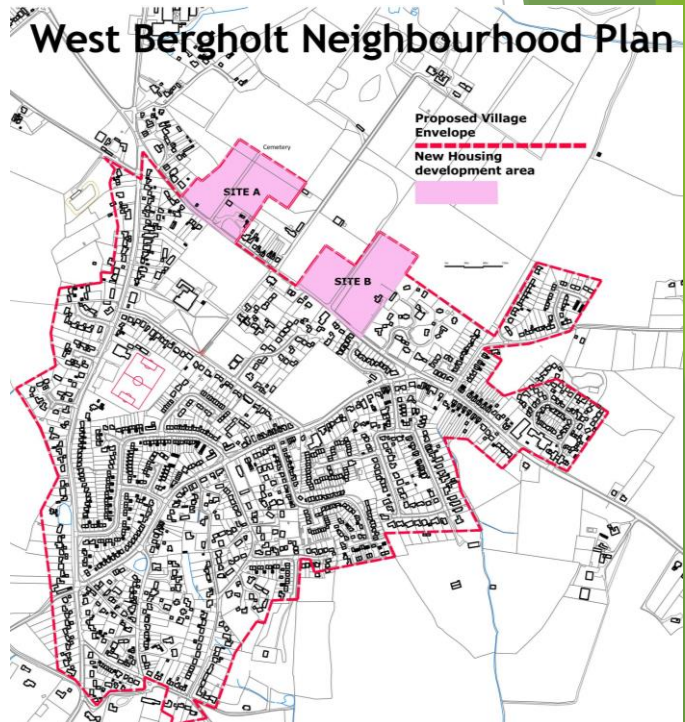 West Bergholt Neighbourhood Plan
Proposed Village
Envelope
New Housing
development area
Cemetery
SITE A
SITE B